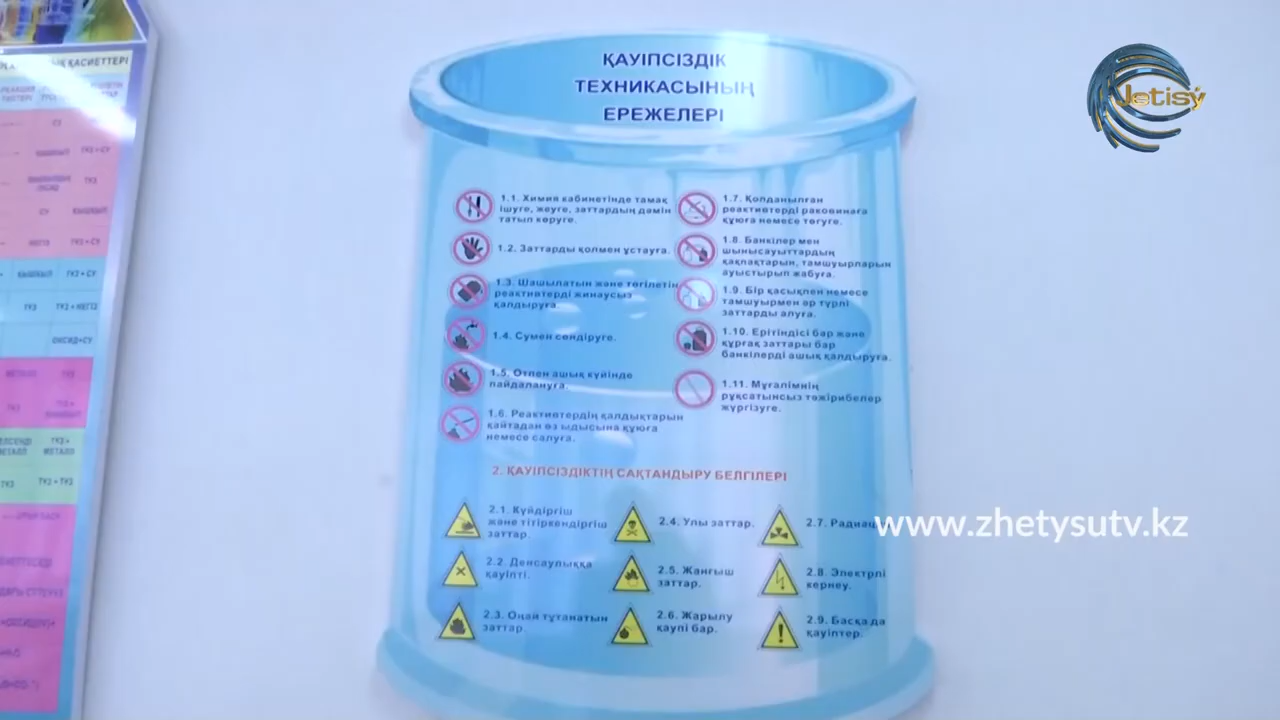 ҚАУІПСІЗДІК
ТЕХНИКАСЫНЫҢ
ЕРЕЖЕЛЕРІ
Jetisý
ҚАСИЕТТЕРІ
1.1. Химия кабинетінде тамақ
ішуге, жеуге, заттардың дәмін
татып көруге.
1.2. Заттарды қолмен ұстауға.
1.3. Шашылатын және төгілетін
реактивтерді жинаусыз
қалдыруға.
1.4. Сумен сөндіруге.
1.5. Отпен ашық күйінде
пайдалануға.
1.6. Реактивтердің қалдықтарын
қайтадан өз ыдысына құюға
немесе салуға.
1.7. Қолданылған
реактивтерді раковинаға
құюға немесе төгуге.
1.8. Банкілер мен
шынысауыттардың
қақпақтарын, тамшуырларын
ауыстырып жабуға.
1.9. Бір қасықпен немесе
тамшуырмен әр түрлі
заттарды алуға.
1.10. Ерітіндісі бар және
құрғақ заттары бар
банкілерді ашық қалдыруға.
1.11. Мұғалімнің
рұқсатынсыз тәжірибелер
жүргізуге.
2. ҚАУІПСІЗДІКТІҢ САҚТАНДЫРУ БЕЛГІЛЕРІ
2.1. Күйдіргіш
және тітіркендіргіш
заттар.
2.2. Денсаулыққа
қауіпті.
2.3. Оңай тұтанатын
заттар.
2.4. Улы заттар.
2.5. Жанғыш
заттар.
2.6. Жарылу
қаупі бар.
2.7. Радиац
2.8. Электрлі
кернеу.
2.9. Басқа да
қауіптер.
www.zhetysutv.kz